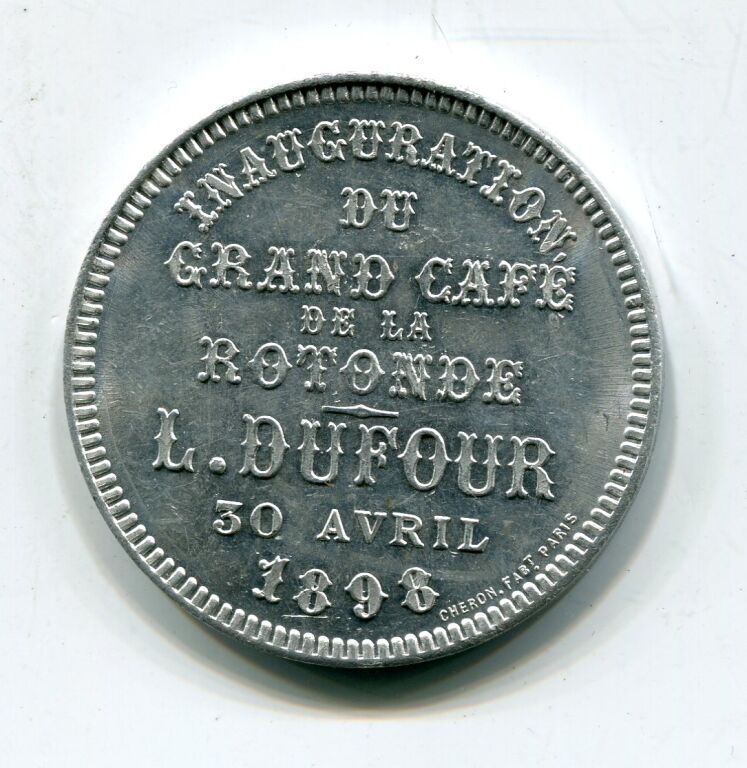 INAUGURATION
DU
GRAND CAFÉ
DE LA
ROTONDE
L. DUFOUR
30 AVRIL
1898
CHERON. FABT. PARIS